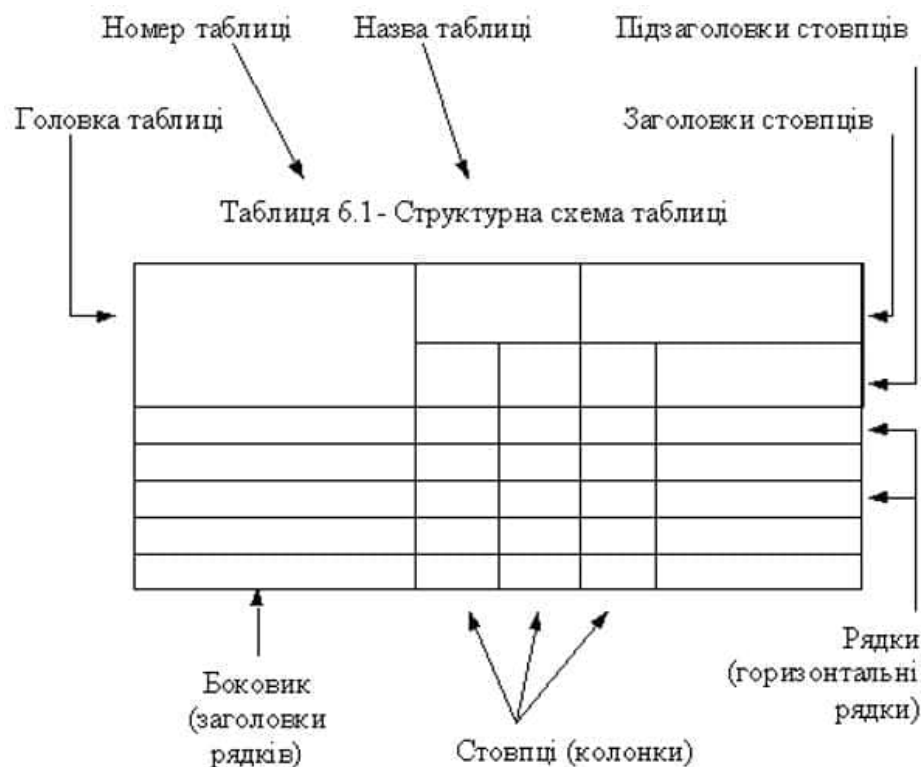 Номер таблиці
Назва таблиці
Підзаголовки стовпців
Головка таблиці
Заголовки стовпців
Таблиця 6.1- Структурна схема таблиці
Рядки
(горизонтальні
рядки)
Боковик
(заголовки
рядків)
Стовпці (колонки)